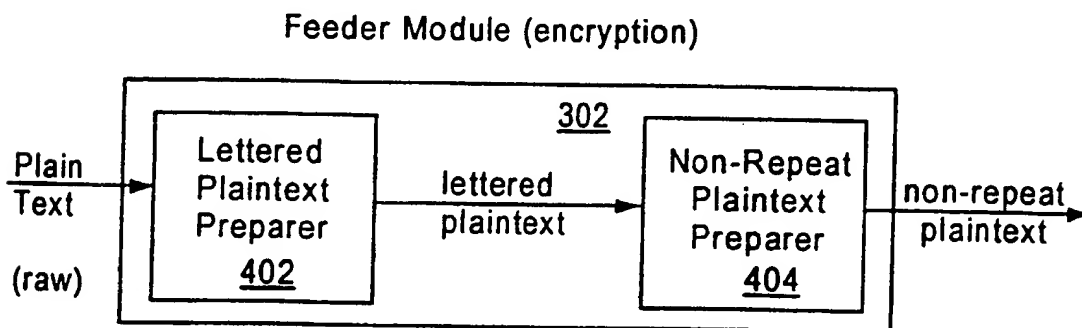 Feeder Module (encryption)
302
Plain
Text
(raw)
Lettered
Plaintext
Preparer
402
lettered
plaintext
Non-Repeat
Plaintext
Preparer
404
non-repeat
plaintext